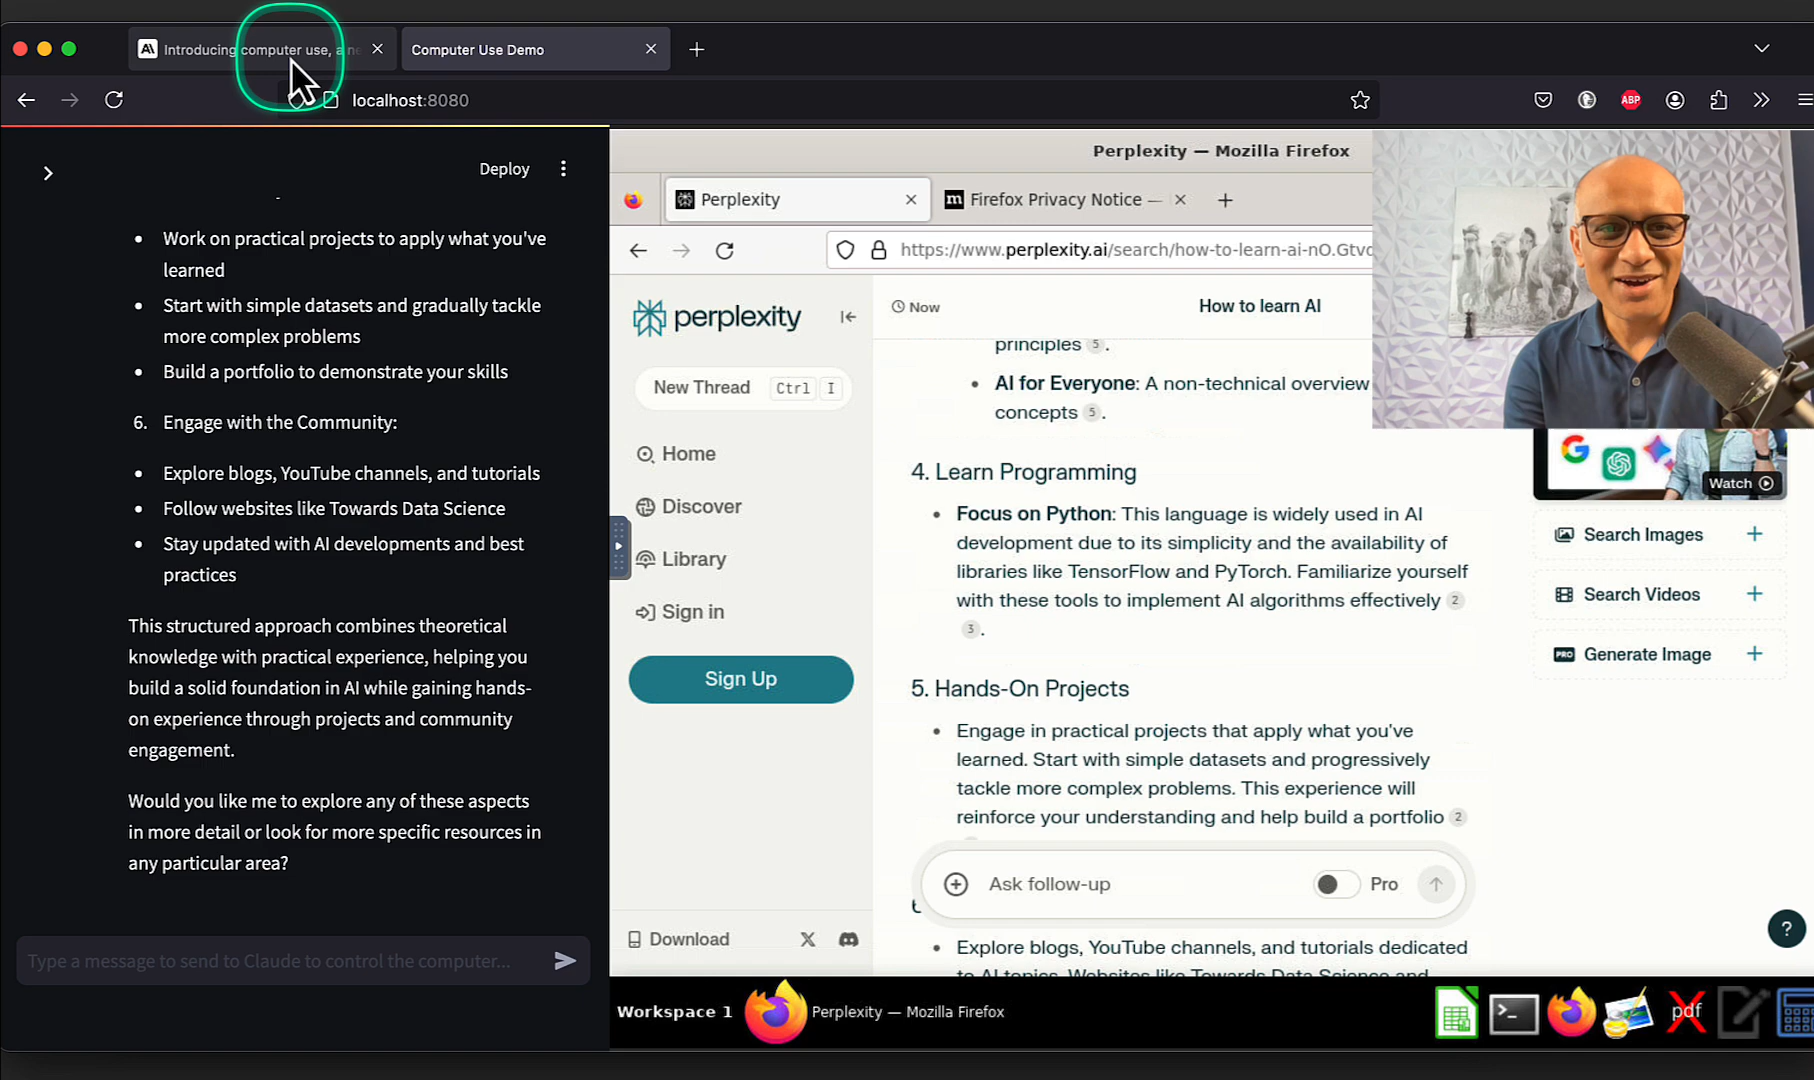 Introducing computer use, a ne
Computer Use Demo
localhost:8080
ABP
Deploy
Work on practical projects to apply what you've
learned
Start with simple datasets and gradually tackle
more complex problems
Build a portfolio to demonstrate your skills
6. Engage with the Community:
Explore blogs, YouTube channels, and tutorials
Follow websites like Towards Data Science
Stay updated with AI developments and best
practices
This structured approach combines theoretical
knowledge with practical experience, helping you
build a solid foundation in AI while gaining hands-
on experience through projects and community
engagement.
Would you like me to explore any of these aspects
in more detail or look for more specific resources in
any particular area?
Type a message to send to Claude to control the computer...
Perplexity — Mozilla Firefox
Perplexity
m Firefox Privacy Notice —
https://www.perplexity.ai/search/how-to-learn-ai-nO.Gtvc
perplexity
New Thread Ctrl I
Home
Discover
Library
Sign in
Sign Up
Download
Now
How to learn AI
principles 5 .
AI for Everyone: A non-technical overview
concepts 5 .
4. Learn Programming
Focus on Python: This language is widely used in AI
development due to its simplicity and the availability of
libraries like TensorFlow and PyTorch. Familiarize yourself
with these tools to implement AI algorithms effectively 2
3 .
5. Hands-On Projects
Engage in practical projects that apply what you've
learned. Start with simple datasets and progressively
tackle more complex problems. This experience will
reinforce your understanding and help build a portfolio 2
Ask follow-up
Pro
Explore blogs, YouTube channels, and tutorials dedicated
to AI topics. Websites like Towards Data Science and
Watch
Search Images
Search Videos
PRO Generate Image
?
Workspace 1
Perplexity — Mozilla Firefox
pdf